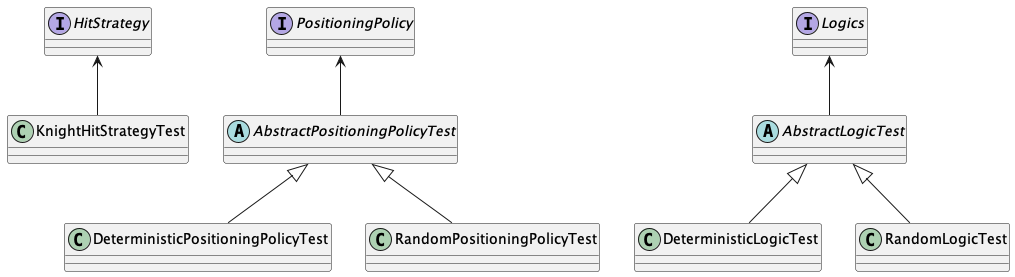 I HitStrategy
I PositioningPolicy
I Logics
C KnightHitStrategyTest
A AbstractPositioningPolicyTest
A AbstractLogicTest
C DeterministicPositioningPolicyTest
C RandomPositioningPolicyTest
C DeterministicLogicTest
C RandomLogicTest